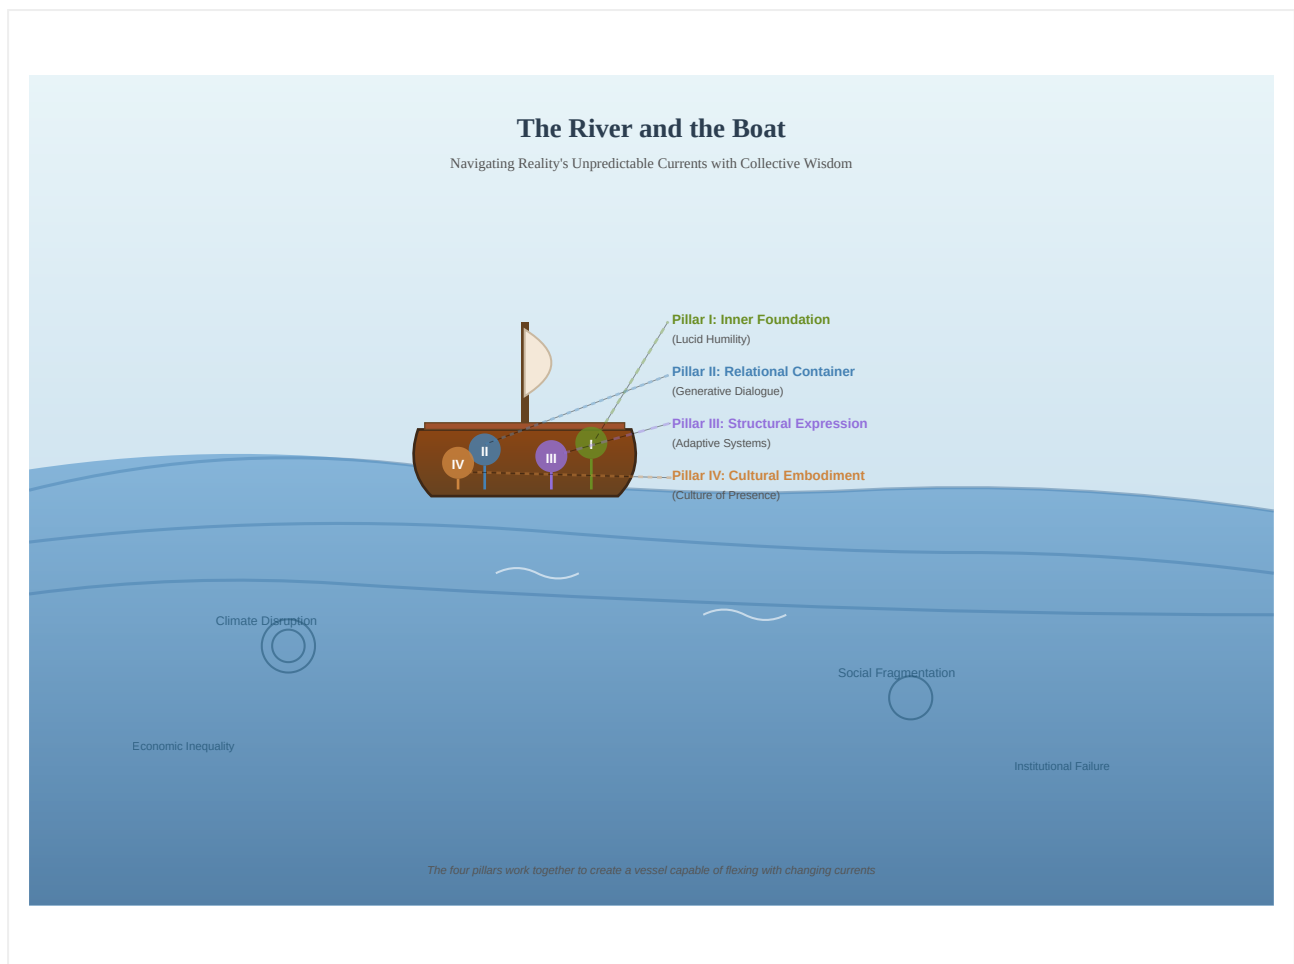 The River and the Boat
Navigating Reality's Unpredictable Currents with Collective Wisdom
Pillar I: Inner Foundation
(Lucid Humility)
Pillar II: Relational Container
(Generative Dialogue)
Pillar III: Structural Expression
(Adaptive Systems)
Pillar IV: Cultural Embodiment
(Culture of Presence)
I
II
III
IV
Climate Disruption
Social Fragmentation
Economic Inequality
Institutional Failure
The four pillars work together to create a vessel capable of flexing with changing currents